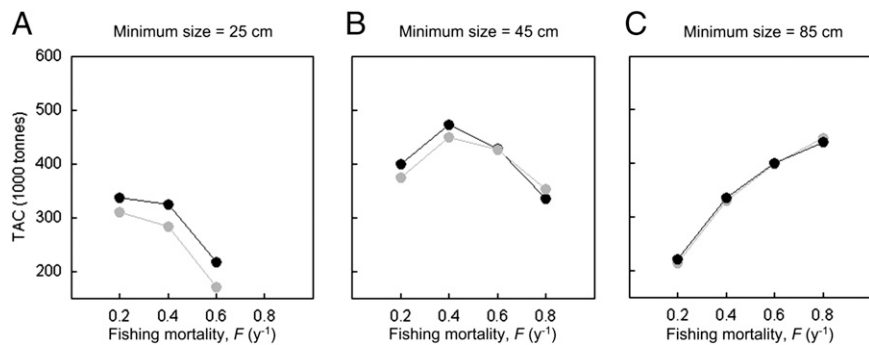 A Minimum size = 25 cm
B Minimum size = 45 cm
C Minimum size = 85 cm
TAC (1000 tonnes)
600
500
400
300
200
0.2 0.4 0.6 0.8
Fishing mortality, F (y⁻¹)
0.2 0.4 0.6 0.8
Fishing mortality, F (y⁻¹)
0.2 0.4 0.6 0.8
Fishing mortality, F (y⁻¹)